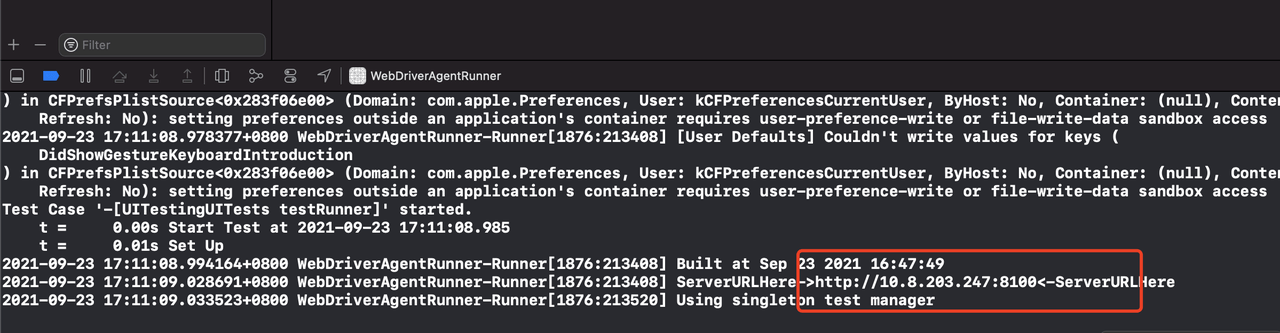 Filter
WebDriverAgentRunner
) in CFPrefsPlistSource<0x283f06e00> (Domain: com.apple.Preferences, User: kCFPreferencesCurrentUser, ByHost: No, Container: (null), Conte
Refresh: No): setting preferences outside an application's container requires user-preference-write or file-write-data sandbox access
2021-09-23 17:11:08.978377+0800 WebDriverAgentRunner-Runner[1876:213408] [User Defaults] Couldn't write values for keys (
DidShowGestureKeyboardIntroduction
) in CFPrefsPlistSource<0x283f06e00> (Domain: com.apple.Preferences, User: kCFPreferencesCurrentUser, ByHost: No, Container: (null), Conte
Refresh: No): setting preferences outside an application's container requires user-preference-write or file-write-data sandbox access
Test Case '-[UITestingUITests testRunner]' started.
t =     0.00s Start Test at 2021-09-23 17:11:08.985
t =     0.01s Set Up
2021-09-23 17:11:08.994164+0800 WebDriverAgentRunner-Runner[1876:213408] Built at Sep 23 2021 16:47:49
2021-09-23 17:11:09.028691+0800 WebDriverAgentRunner-Runner[1876:213408] ServerURLHere->http://10.8.203.247:8100<-ServerURLHere
2021-09-23 17:11:09.033523+0800 WebDriverAgentRunner-Runner[1876:213520] Using singleton test manager